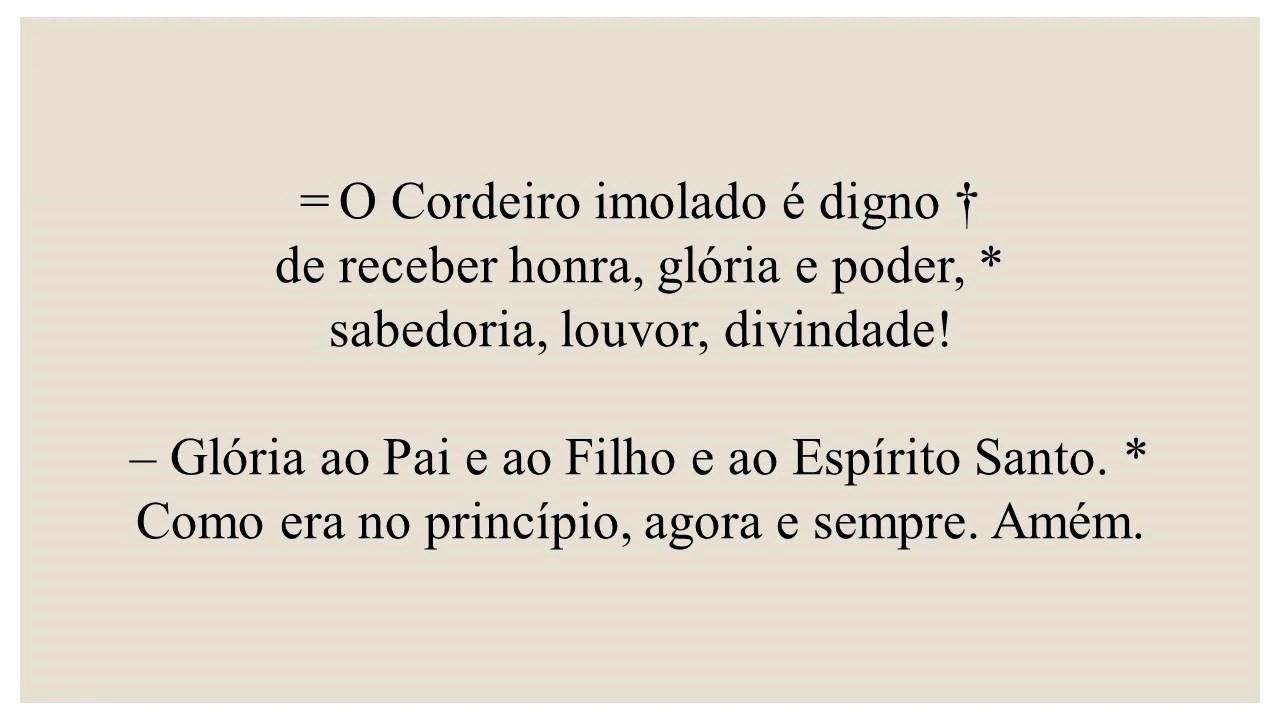 = O Cordeiro imolado é digno †
de receber honra, glória e poder, *
sabedoria, louvor, divindade!
– Glória ao Pai e ao Filho e ao Espírito Santo. *
Como era no princípio, agora e sempre. Amém.